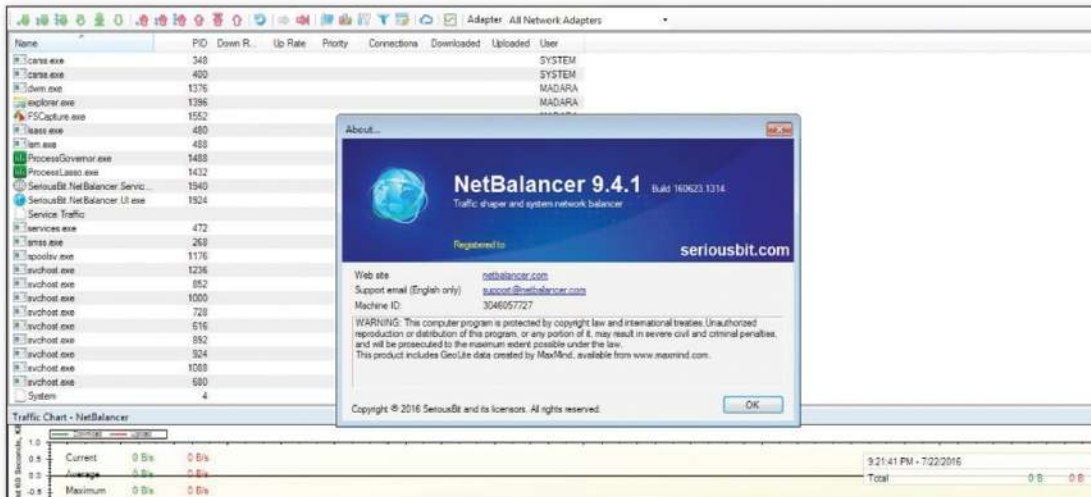 Adapter All Network Adapters
Name PID Down R... Up Rate Priority Connections Downloaded Uploaded User
csrss.exe 348 SYSTEM
csrss.exe 400 SYSTEM
dwm.exe 1376 MADARA
explorer.exe 1396 MADARA
FSCapture.exe 1552
lsass.exe 480
lsm.exe 488
ProcessGovernor.exe 1488
ProcessLasso.exe 1432
SeriousBit.NetBalancer.Servic... 1940
SeriousBit.NetBalancer.UI.exe 1924
Service Traffic
services.exe 472
smss.exe 268
spoolsv.exe 1176
svchost.exe 1236
svchost.exe 852
svchost.exe 1000
svchost.exe 728
svchost.exe 616
svchost.exe 892
svchost.exe 924
svchost.exe 1088
svchost.exe 680
System 4
About...
NetBalancer 9.4.1 Build 160623.1314
Traffic shaper and system network balancer
Registered to
seriousbit.com
Web site netbalancer.com
Support email (English only) support@netbalancer.com
Machine ID: 3046057727
WARNING: This computer program is protected by copyright law and international treaties.Unauthorized
reproduction or distribution of this program, or any portion of it, may result in severe civil and criminal penalties,
and will be prosecuted to the maximum extent possible under the law.
This product includes GeoLite data created by MaxMind, available from www.maxmind.com.
Copyright © 2016 SeriousBit and its licensors. All rights reserved.
OK
Traffic Chart - NetBalancer
1.0
0.5 Current 0 B/s 0 B/s
0.0 Average 0 B/s 0 B/s
-0.5 Maximum 0 B/s 0 B/s
9:21:41 PM - 7/22/2016
Total 0 B 0 B